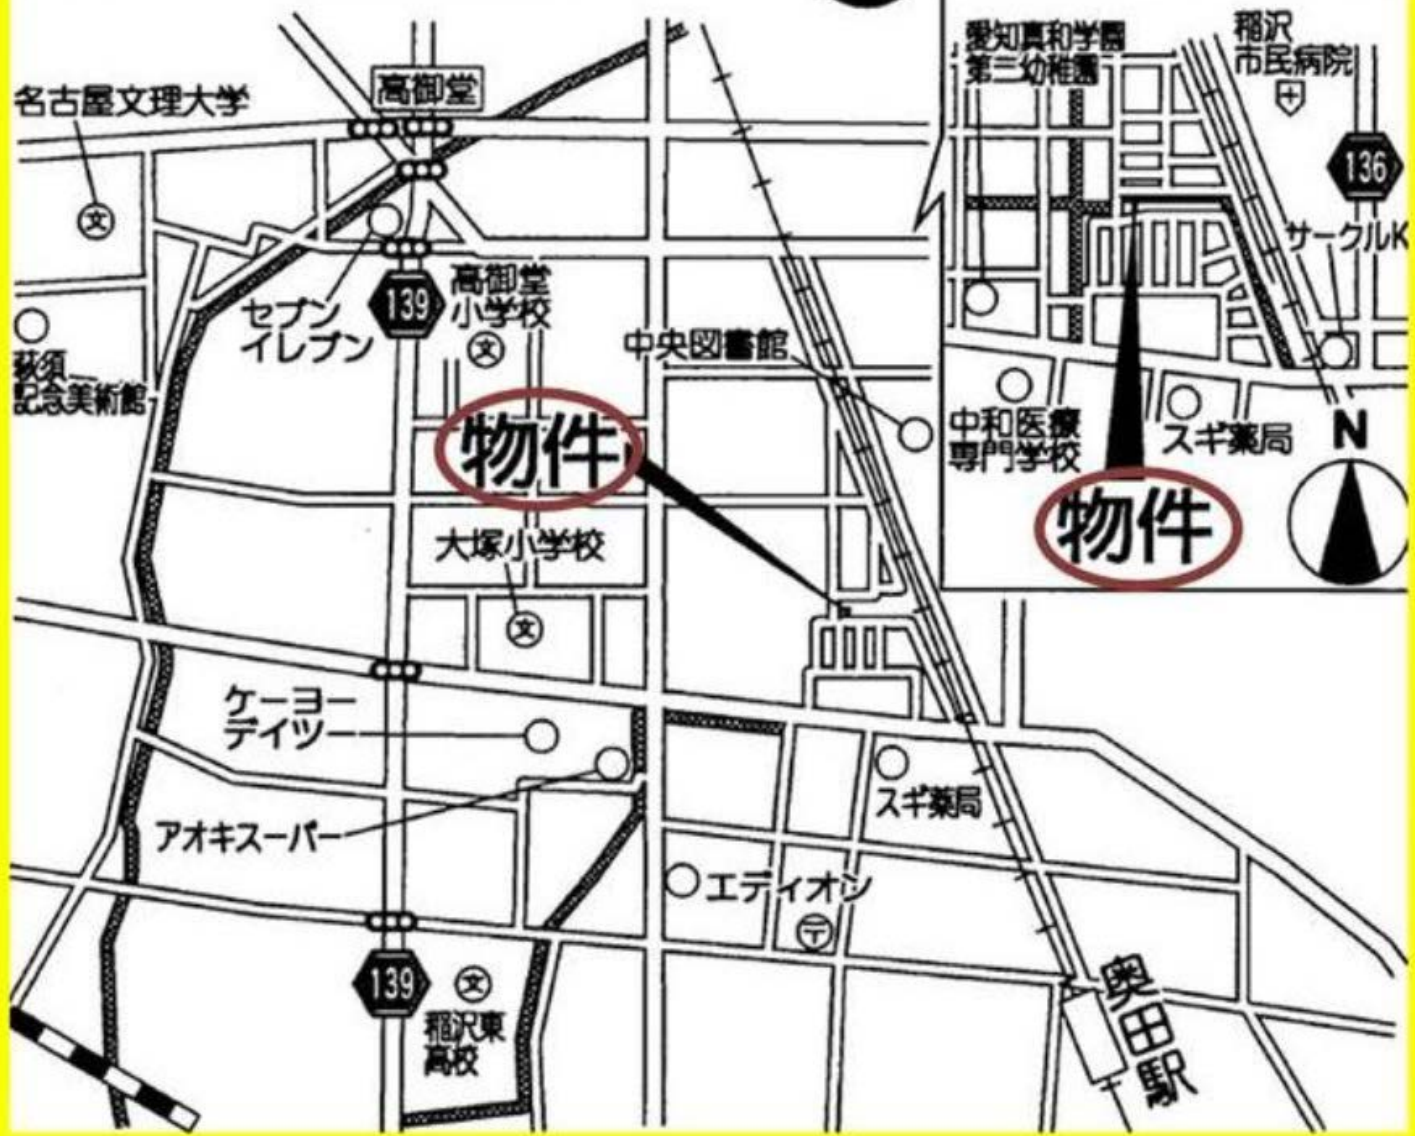 高御堂
名古屋文理大学
文
139
高御堂
小学校
文
セブン
イレブン
荻須
記念美術館
中央図書館
物件
大塚小学校
文
ケーヨー
デイツー
アオキスーパー
スギ薬局
エディオン
〒
139
文
稲沢東
高校
奥田駅
愛知真和学園
第三幼稚園
稲沢
市民病院
136
サークルK
中和医療
専門学校
スギ薬局
N
物件